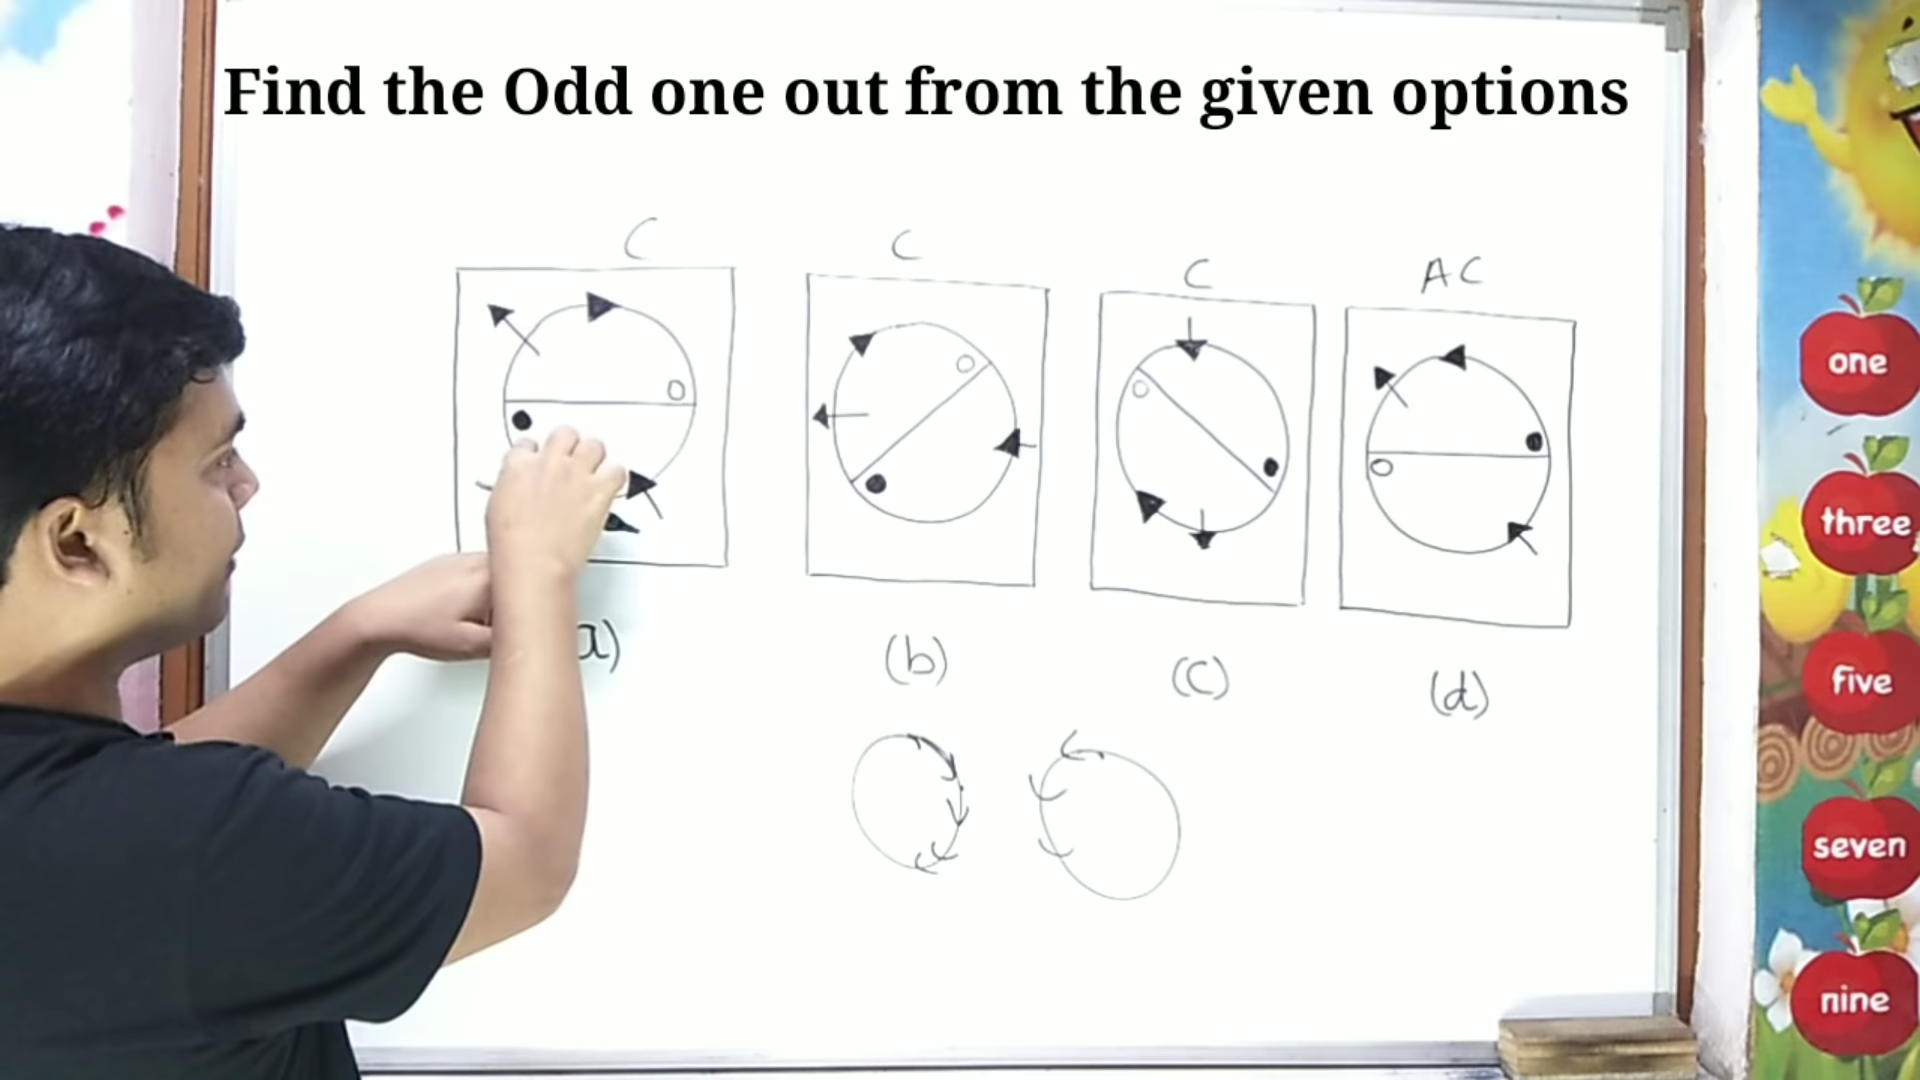 Find the Odd one out from the given options
C C C AC
a) (b) (c) (d)
one
three
five
seven
nine